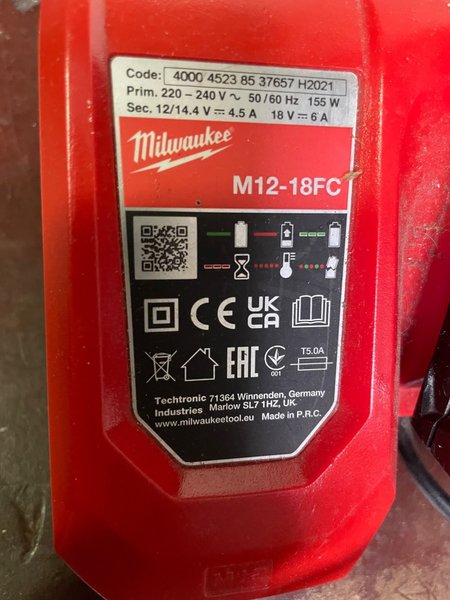 Code: 4000 4523 85 37657 H2021
Prim. 220 – 240 V ~ 50/60 Hz 155 W
Sec. 12/14.4 V ⎓ 4.5 A 18 V ⎓ 6 A
Milwaukee
M12-18FC
CE UK CA
EAC 001 T5.0A
Techtronic 71364 Winnenden, Germany
Industries Marlow SL7 1HZ, UK
www.milwaukeetool.eu Made in P.R.C.
M12